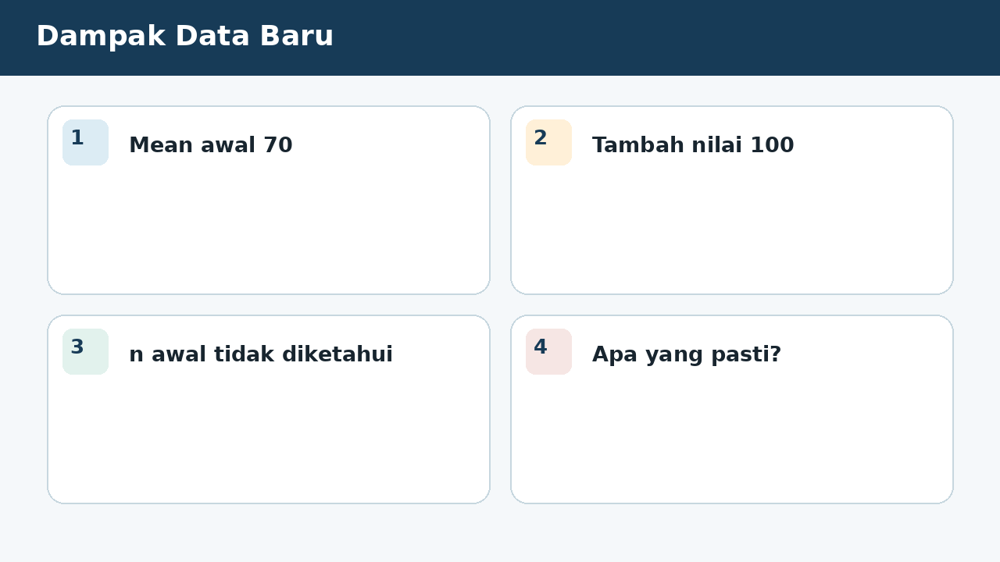 Dampak Data Baru
1
Mean awal 70
2
Tambah nilai 100
3
n awal tidak diketahui
4
Apa yang pasti?